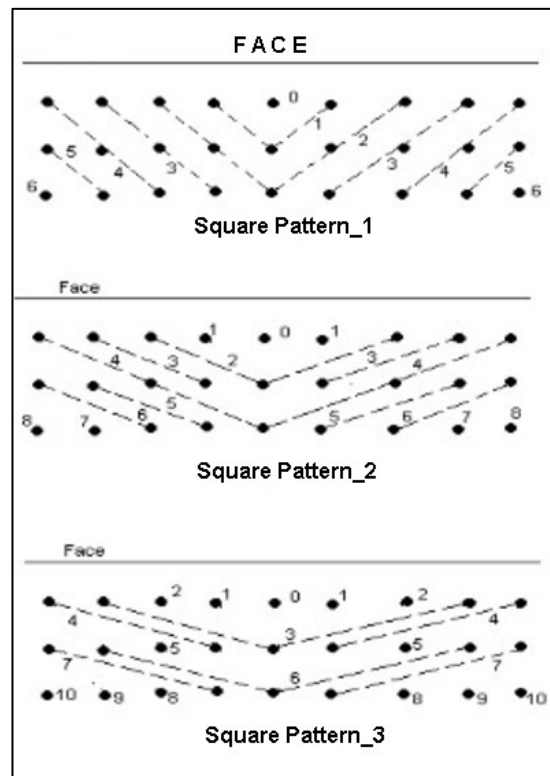 F A C E
0
1
2
5 3 3 5
4 4
6 6
Square Pattern_1
Face
1 0 1
4 3 2 3 4
5
8 7 6 5 6 7 8
Square Pattern_2
Face
2 1 0 1 2
4 3 4
5 5
7 6 7
10 9 8 8 9 10
Square Pattern_3